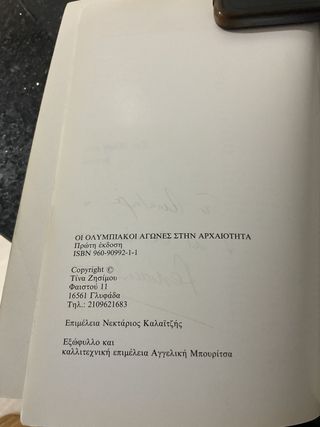 ΟΙ ΟΛΥΜΠΙΑΚΟΙ ΑΓΩΝΕΣ ΣΤΗΝ ΑΡΧΑΙΟΤΗΤΑ
Πρώτη έκδοση
ISBN 960-90992-1-1
Copyright ©
Τίνα Ζησίμου
Φαιστού 11
16561 Γλυφάδα
Τηλ.: 2109621683
Επιμέλεια Νεκτάριος Καλαϊτζής
Εξώφυλλο και
καλλιτεχνική επιμέλεια Αγγελική Μπουρίτσα